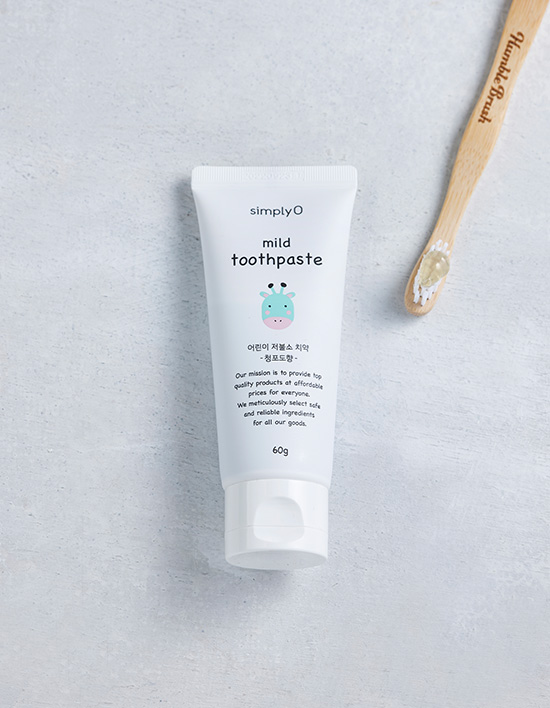 simplyO
mild
toothpaste
어린이 저불소 치약
-청포도향-
Our mission is to provide top
quality products at affordable
prices for everyone.
We meticulously select safe
and reliable ingredients
for all our goods.
60g
Humble Brush